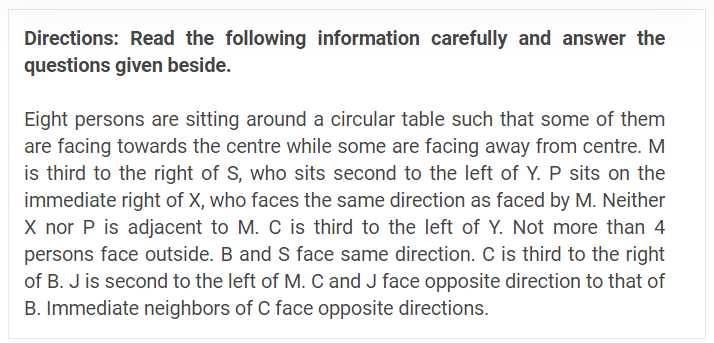 Directions: Read the following information carefully and answer the
questions given beside.
Eight persons are sitting around a circular table such that some of them
are facing towards the centre while some are facing away from centre. M
is third to the right of S, who sits second to the left of Y. P sits on the
immediate right of X, who faces the same direction as faced by M. Neither
X nor P is adjacent to M. C is third to the left of Y. Not more than 4
persons face outside. B and S face same direction. C is third to the right
of B. J is second to the left of M. C and J face opposite direction to that of
B. Immediate neighbors of C face opposite directions.